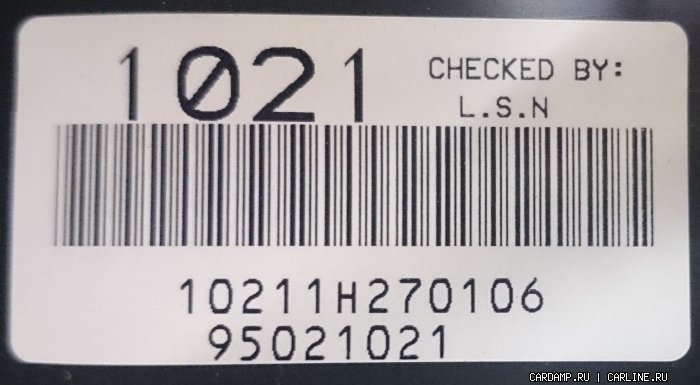 1021
CHECKED BY:
L.S.N
10211H270106
95021021
CARDAMP.RU | CARLINE.RU